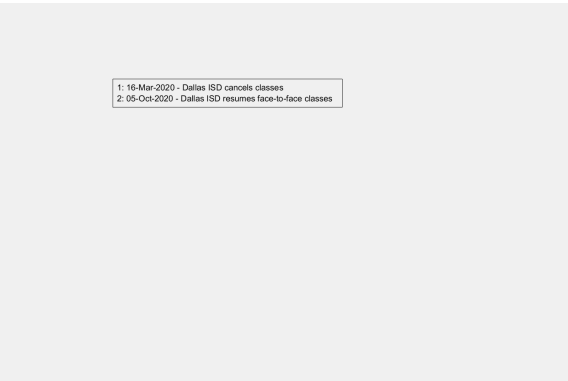 1: 16-Mar-2020 - Dallas ISD cancels classes
2: 05-Oct-2020 - Dallas ISD resumes face-to-face classes